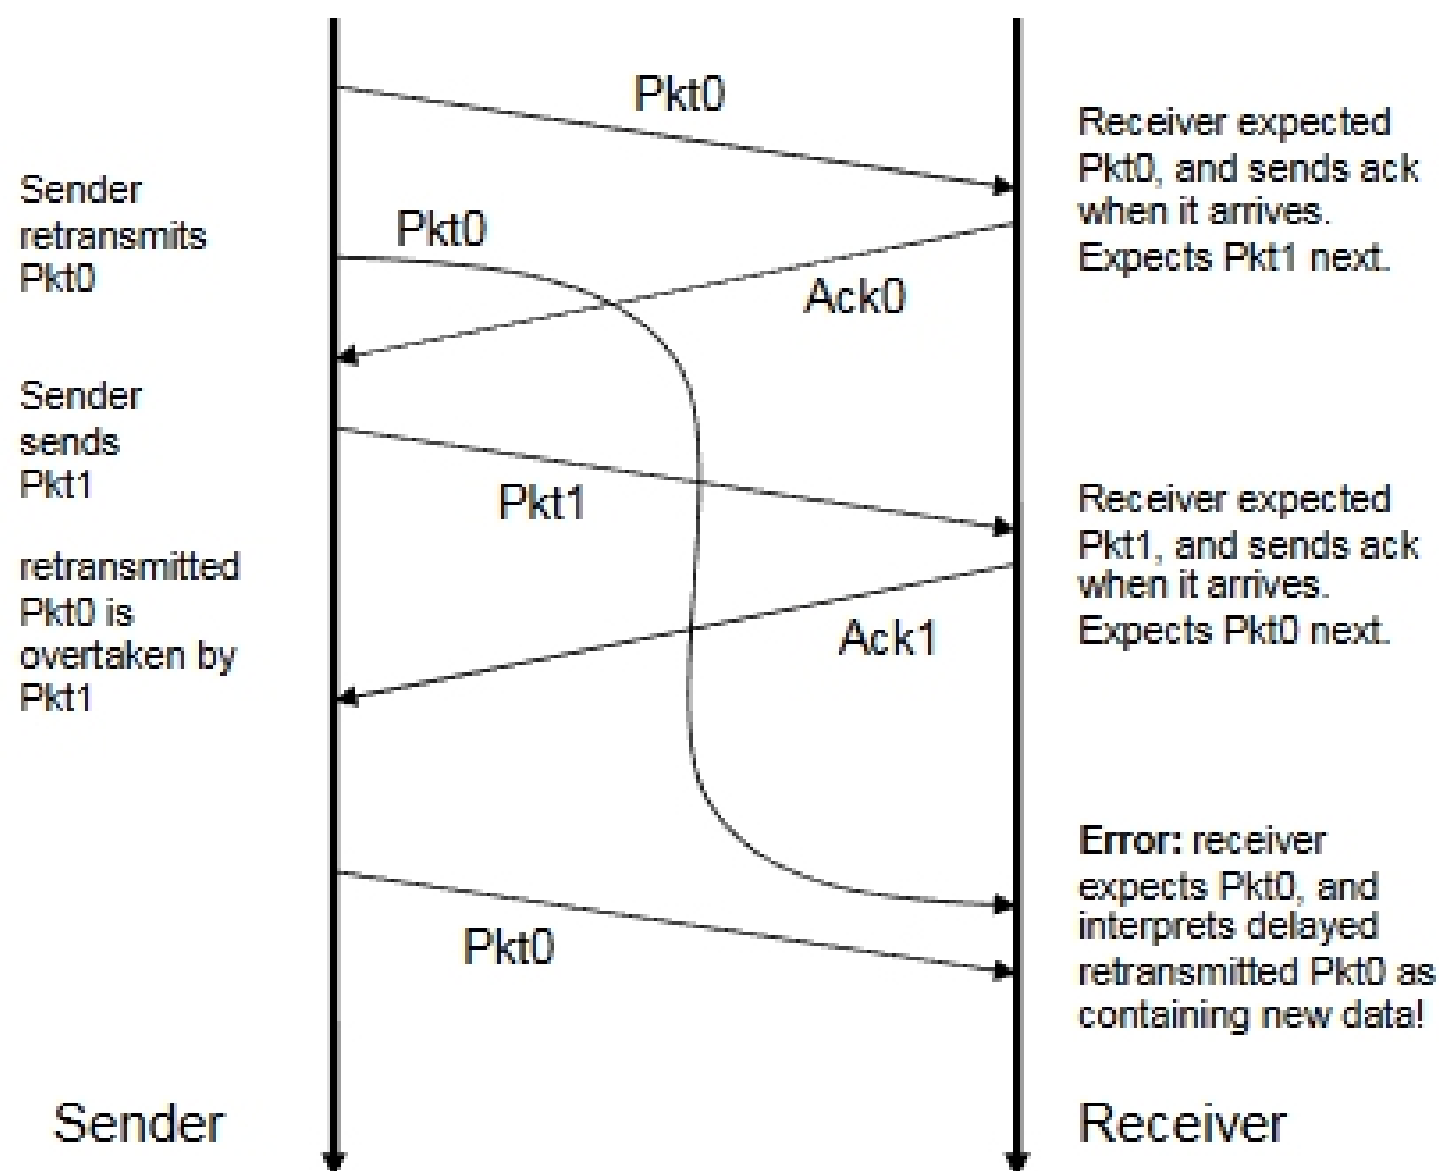 Pkt0
Receiver expected
Pkt0, and sends ack
when it arrives.
Expects Pkt1 next.
Sender
retransmits
Pkt0
Pkt0
Ack0
Sender
sends
Pkt1
Pkt1
Receiver expected
Pkt1, and sends ack
when it arrives.
Expects Pkt0 next.
retransmitted
Pkt0 is
overtaken by
Pkt1
Ack1
Error: receiver
expects Pkt0, and
interprets delayed
retransmitted Pkt0 as
containing new data!
Pkt0
Sender
Receiver